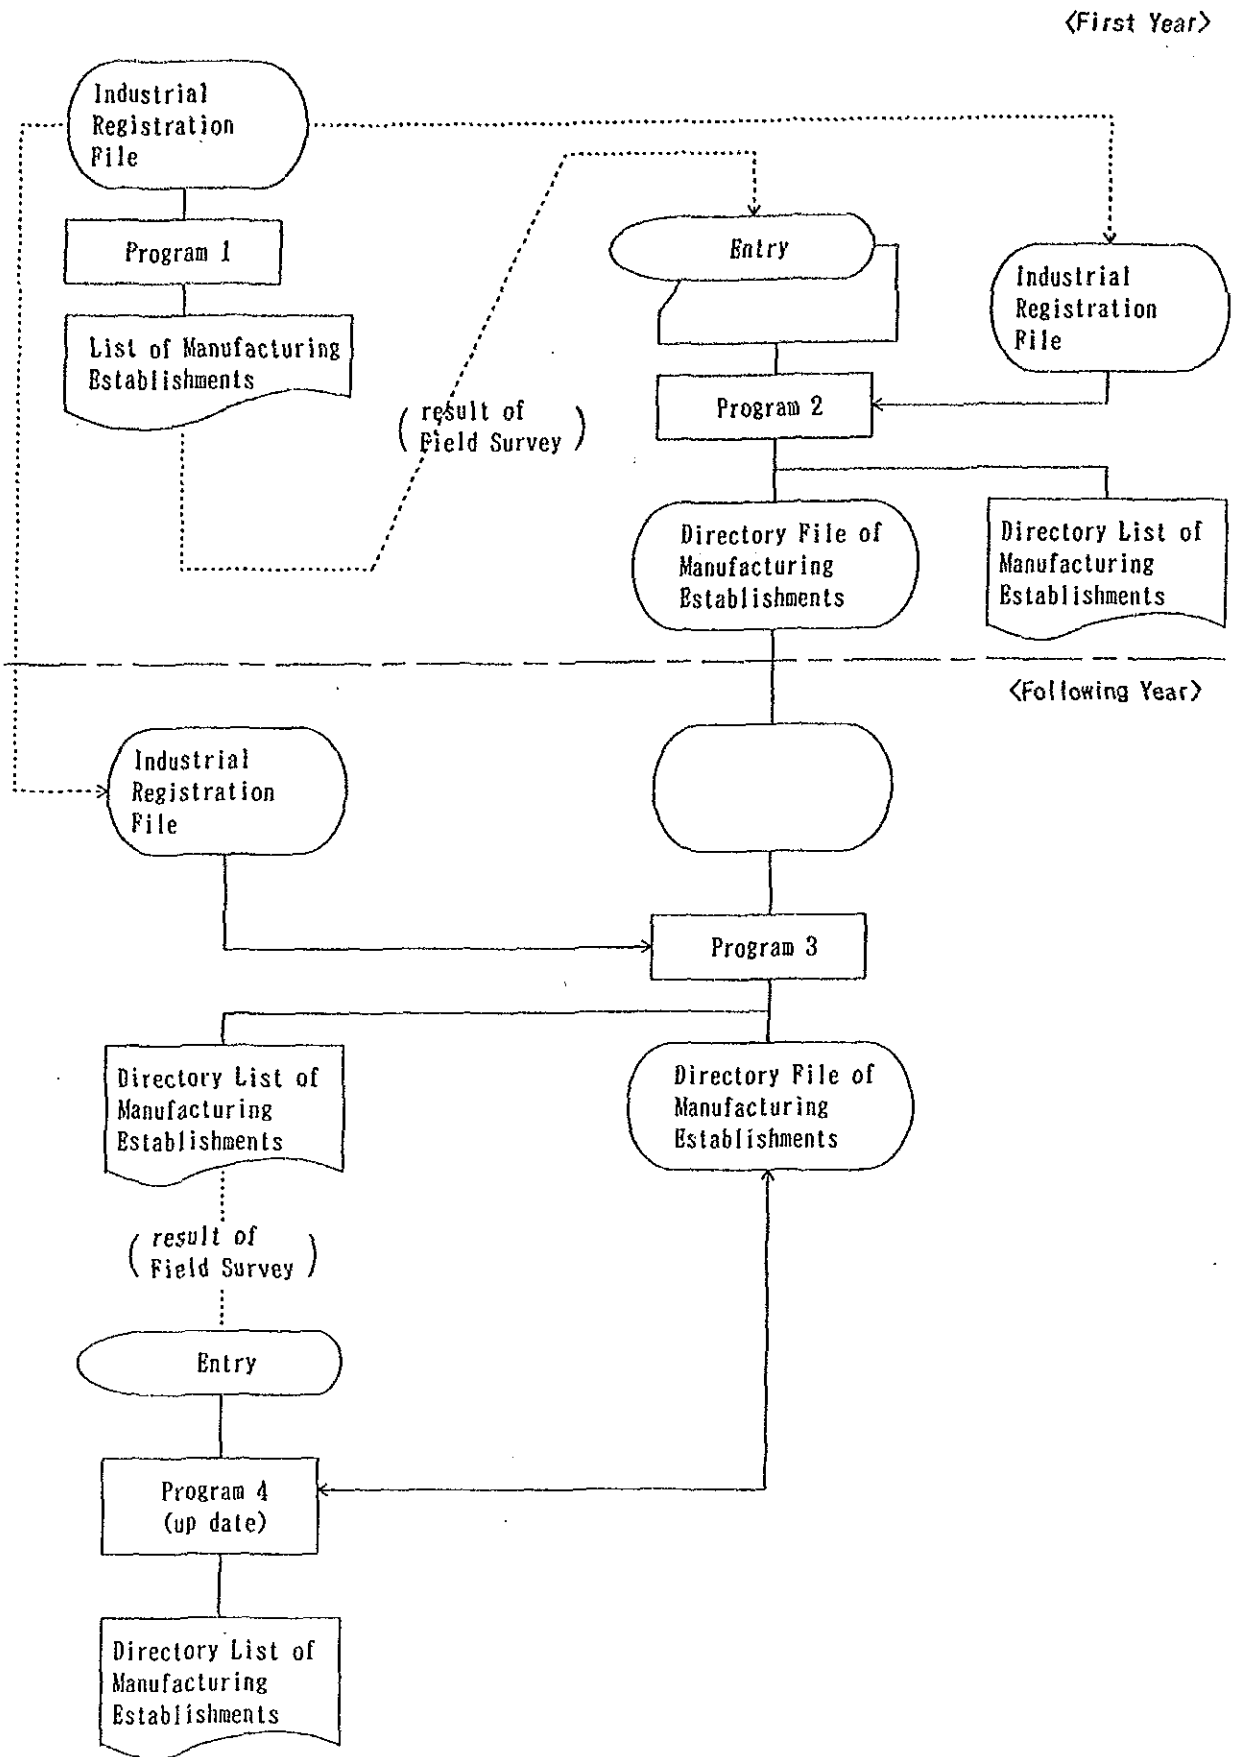 <First Year>
Industrial
Registration
File
Program 1
List of Manufacturing
Establishments
(result of
Field Survey)
Entry
Industrial
Registration
File
Program 2
Directory File of
Manufacturing
Establishments
Directory List of
Manufacturing
Establishments
<Following Year>
Industrial
Registration
File
Program 3
Directory List of
Manufacturing
Establishments
Directory File of
Manufacturing
Establishments
(result of
Field Survey)
Entry
Program 4
(up date)
Directory List of
Manufacturing
Establishments